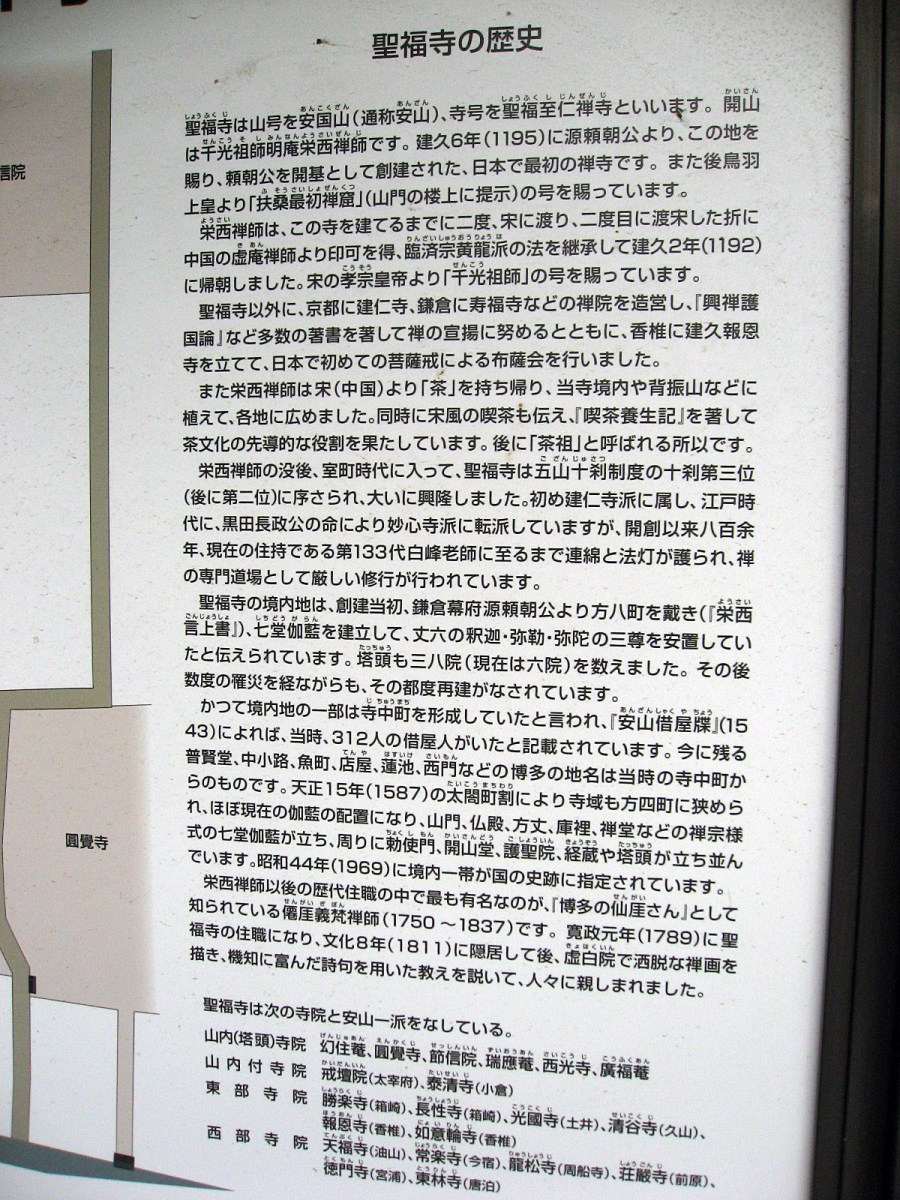 聖福寺の歴史
聖福寺は山号を安国山(通称安山)、寺号を聖福至仁禅寺といいます。開山
は千光祖師明庵栄西禅師です。建久6年(1195)に源頼朝公より、この地を
賜り、頼朝公を開基として創建された、日本で最初の禅寺です。また後鳥羽
上皇より「扶桑最初禅窟」(山門の楼上に提示)の号を賜っています。
栄西禅師は、この寺を建てるまでに二度、宋に渡り、二度目に渡宋した折に
中国の虚庵禅師より印可を得、臨済宗黄龍派の法を継承して建久2年(1192)
に帰朝しました。宋の孝宗皇帝より「千光祖師」の号を賜っています。
聖福寺以外に、京都に建仁寺、鎌倉に寿福寺などの禅院を造営し、『興禅護
国論』など多数の著書を著して禅の宣揚に努めるとともに、香椎に建久報恩
寺を立てて、日本で初めての菩薩戒による布薩会を行いました。
また栄西禅師は宋(中国)より「茶」を持ち帰り、当寺境内や背振山などに
植えて、各地に広めました。同時に宋風の喫茶も伝え、『喫茶養生記』を著して
茶文化の先導的な役割を果たしています。後に「茶祖」と呼ばれる所以です。
栄西禅師の没後、室町時代に入って、聖福寺は五山十刹制度の十刹第三位
(後に第二位)に序され、大いに興隆しました。初め建仁寺派に属し、江戸時
代に、黒田長政公の命により妙心寺派に転派していますが、開創以来八百余
年、現在の住持である第133代白峰老師に至るまで連綿と法灯が護られ、禅
の専門道場として厳しい修行が行われています。
聖福寺の境内地は、創建当初、鎌倉幕府源頼朝公より方八町を戴き(『栄西
言上書』)、七堂伽藍を建立して、丈六の釈迦・弥勒・弥陀の三尊を安置してい
たと伝えられています。塔頭も三八院(現在は六院)を数えました。その後
数度の罹災を経ながらも、その都度再建がなされています。
かつて境内地の一部は寺中町を形成していたと言われ、『安山借屋牒』(15
43)によれば、当時、312人の借屋人がいたと記載されています。今に残る
普賢堂、中小路、魚町、店屋、蓮池、西門などの博多の地名は当時の寺中町か
らのものです。天正15年(1587)の太閤町割により寺域も方四町に狭めら
れ、ほぼ現在の伽藍の配置になり、山門、仏殿、方丈、庫裡、禅堂などの禅宗様
式の七堂伽藍が立ち、周りに勅使門、開山堂、護聖院、経蔵や塔頭が立ち並ん
でいます。昭和44年(1969)に境内一帯が国の史跡に指定されています。
栄西禅師以後の歴代住職の中で最も有名なのが、『博多の仙厓さん』として
知られている僊厓義梵禅師(1750～1837)です。寛政元年(1789)に聖
福寺の住職になり、文化8年(1811)に隠居して後、虚白院で洒脱な禅画を
描き、機知に富んだ詩句を用いた教えを説いて、人々に親しまれました。
聖福寺は次の寺院と安山一派をなしている。
山内(塔頭)寺院 幻住菴、圓覺寺、節信院、瑞應菴、西光寺、廣福菴
山内付寺院 戒壇院(太宰府)、泰清寺(小倉)
東部寺院 勝楽寺(箱崎)、長性寺(箱崎)、光國寺(土井)、清谷寺(久山)、
報恩寺(香椎)、如意輪寺(香椎)
西部寺院 天福寺(油山)、常楽寺(今宿)、龍松寺(周船寺)、荘嚴寺(前原)、
徳門寺(宮浦)、東林寺(唐泊)
信院
圓覺寺